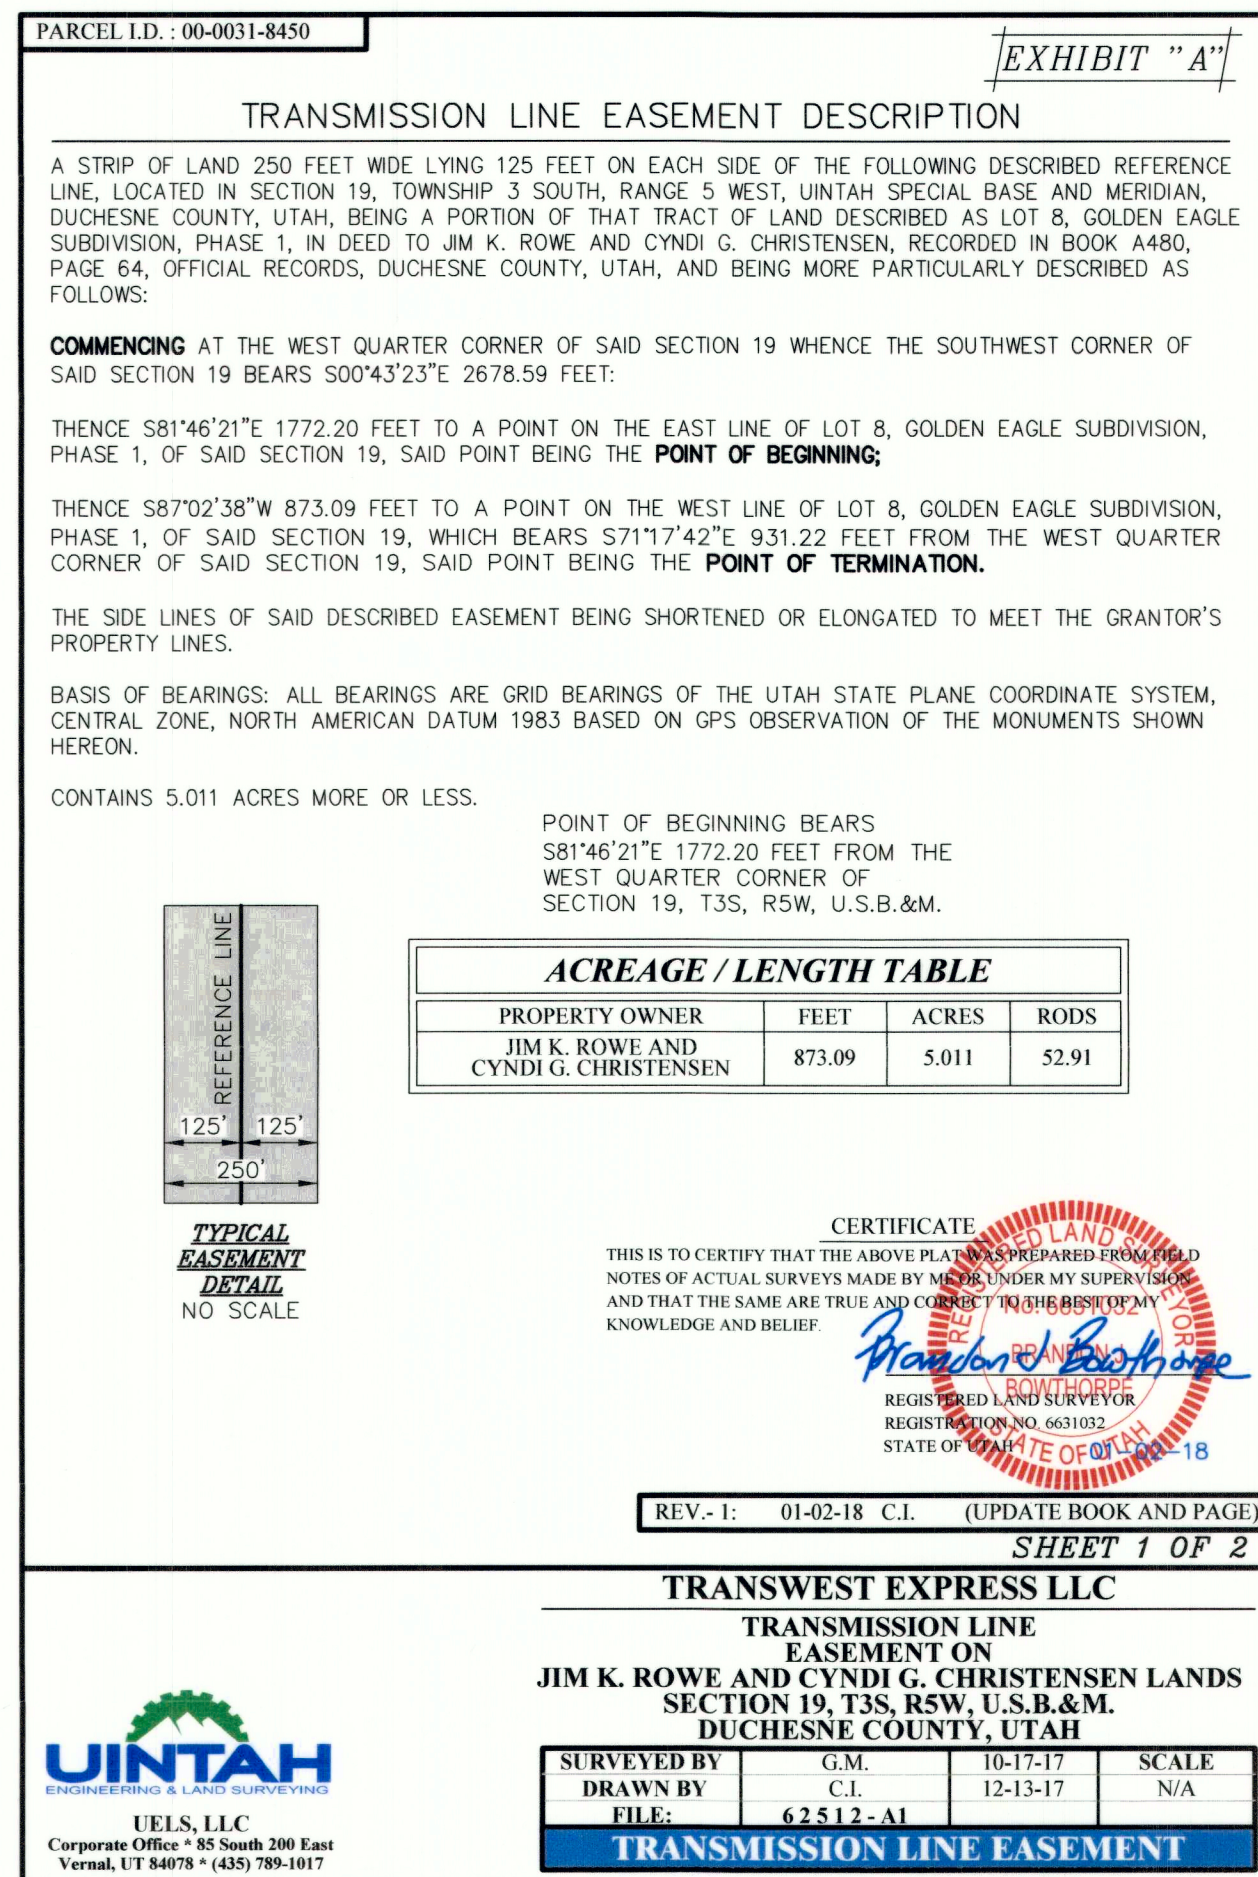 PARCEL I.D. : 00-0031-8450
EXHIBIT "A"
TRANSMISSION LINE EASEMENT DESCRIPTION
A STRIP OF LAND 250 FEET WIDE LYING 125 FEET ON EACH SIDE OF THE FOLLOWING DESCRIBED REFERENCE
LINE, LOCATED IN SECTION 19, TOWNSHIP 3 SOUTH, RANGE 5 WEST, UINTAH SPECIAL BASE AND MERIDIAN,
DUCHESNE COUNTY, UTAH, BEING A PORTION OF THAT TRACT OF LAND DESCRIBED AS LOT 8, GOLDEN EAGLE
SUBDIVISION, PHASE 1, IN DEED TO JIM K. ROWE AND CYNDI G. CHRISTENSEN, RECORDED IN BOOK A480,
PAGE 64, OFFICIAL RECORDS, DUCHESNE COUNTY, UTAH, AND BEING MORE PARTICULARLY DESCRIBED AS
FOLLOWS:
COMMENCING AT THE WEST QUARTER CORNER OF SAID SECTION 19 WHENCE THE SOUTHWEST CORNER OF
SAID SECTION 19 BEARS S00°43'23"E 2678.59 FEET:
THENCE S81°46'21"E 1772.20 FEET TO A POINT ON THE EAST LINE OF LOT 8, GOLDEN EAGLE SUBDIVISION,
PHASE 1, OF SAID SECTION 19, SAID POINT BEING THE POINT OF BEGINNING;
THENCE S87°02'38"W 873.09 FEET TO A POINT ON THE WEST LINE OF LOT 8, GOLDEN EAGLE SUBDIVISION,
PHASE 1, OF SAID SECTION 19, WHICH BEARS S71°17'42"E 931.22 FEET FROM THE WEST QUARTER
CORNER OF SAID SECTION 19, SAID POINT BEING THE POINT OF TERMINATION.
THE SIDE LINES OF SAID DESCRIBED EASEMENT BEING SHORTENED OR ELONGATED TO MEET THE GRANTOR'S
PROPERTY LINES.
BASIS OF BEARINGS: ALL BEARINGS ARE GRID BEARINGS OF THE UTAH STATE PLANE COORDINATE SYSTEM,
CENTRAL ZONE, NORTH AMERICAN DATUM 1983 BASED ON GPS OBSERVATION OF THE MONUMENTS SHOWN
HEREON.
CONTAINS 5.011 ACRES MORE OR LESS.
POINT OF BEGINNING BEARS
S81°46'21"E 1772.20 FEET FROM THE
WEST QUARTER CORNER OF
SECTION 19, T3S, R5W, U.S.B.&M.
REFERENCE LINE
125' 125'
250'
TYPICAL
EASEMENT
DETAIL
NO SCALE
ACREAGE / LENGTH TABLE
PROPERTY OWNER FEET ACRES RODS
JIM K. ROWE AND
CYNDI G. CHRISTENSEN 873.09 5.011 52.91
CERTIFICATE
THIS IS TO CERTIFY THAT THE ABOVE PLAT WAS PREPARED FROM FIELD
NOTES OF ACTUAL SURVEYS MADE BY ME OR UNDER MY SUPERVISION
AND THAT THE SAME ARE TRUE AND CORRECT TO THE BEST OF MY
KNOWLEDGE AND BELIEF.
Brandon J Bowthorpe
REGISTERED LAND SURVEYOR
REGISTRATION NO. 6631032
STATE OF UTAH
REGISTERED LAND SURVEYOR
No. 6631032
BRANDON J.
BOWTHORPE
STATE OF UTAH
01-02-18
REV.- 1: 01-02-18 C.I. (UPDATE BOOK AND PAGE)
SHEET 1 OF 2
TRANSWEST EXPRESS LLC
TRANSMISSION LINE
EASEMENT ON
JIM K. ROWE AND CYNDI G. CHRISTENSEN LANDS
SECTION 19, T3S, R5W, U.S.B.&M.
DUCHESNE COUNTY, UTAH
SURVEYED BY G.M. 10-17-17 SCALE
DRAWN BY C.I. 12-13-17 N/A
FILE: 62512-A1
TRANSMISSION LINE EASEMENT
UINTAH
ENGINEERING & LAND SURVEYING
UELS, LLC
Corporate Office * 85 South 200 East
Vernal, UT 84078 * (435) 789-1017